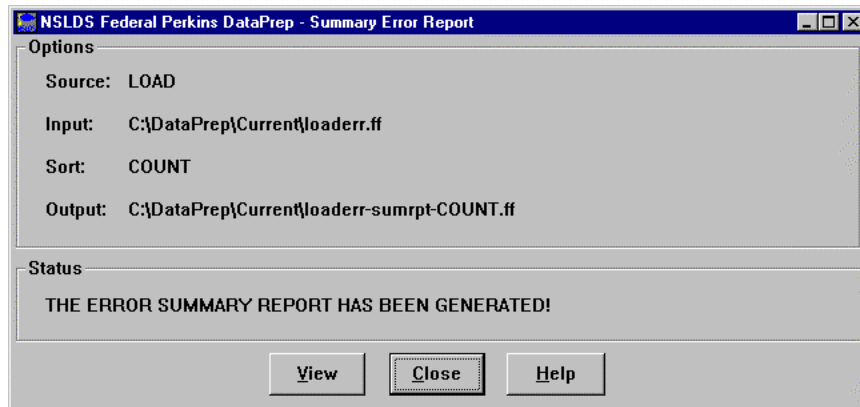 NSLDS Federal Perkins DataPrep - Summary Error Report
Options
Source: LOAD
Input: C:\DataPrep\Current\loaderr.ff
Sort: COUNT
Output: C:\DataPrep\Current\loaderr-sumrpt-COUNT.ff
Status
THE ERROR SUMMARY REPORT HAS BEEN GENERATED!
View Close Help